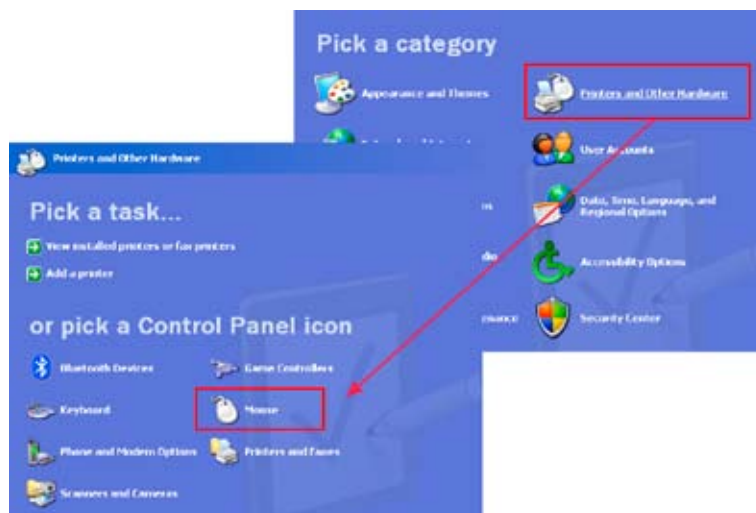 Pick a category
Appearance and Themes
Printers and Other Hardware
User Accounts
Date, Time, Language, and
Regional Options
Accessibility Options
Security Center
Printers and Other Hardware
Pick a task...
View installed printers or fax printers
Add a printer
or pick a Control Panel icon
Bluetooth Devices
Game Controllers
Keyboard
Mouse
Phone and Modem Options
Printers and Faxes
Scanners and Cameras